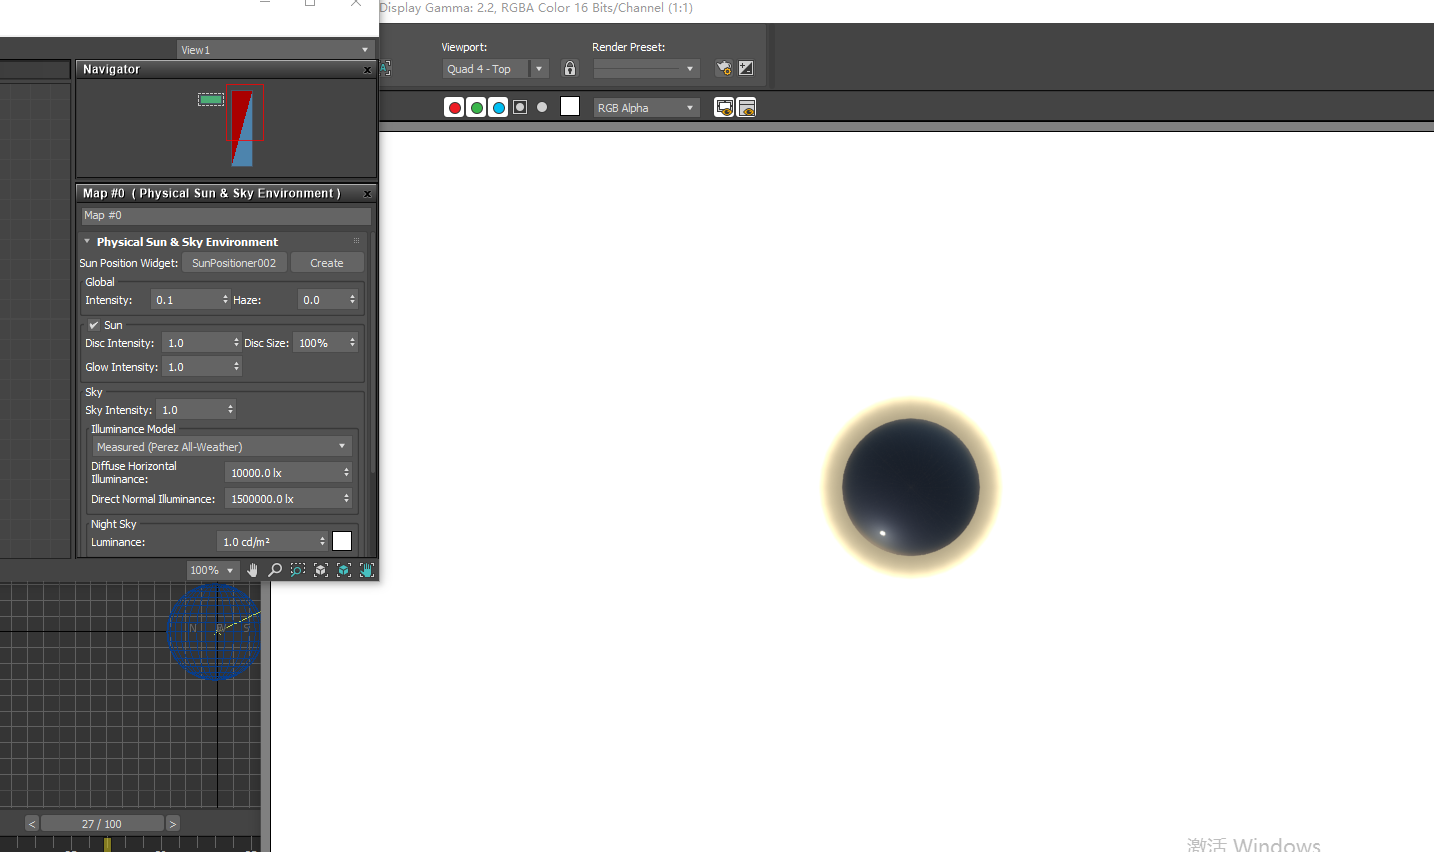 Display Gamma: 2.2, RGBA Color 16 Bits/Channel (1:1)
View1
Viewport:
Render Preset:
Quad 4 - Top
RGB Alpha
Navigator
Map #0 ( Physical Sun & Sky Environment )
Map #0
Physical Sun & Sky Environment
Sun Position Widget: SunPositioner002 Create
Global
Intensity: 0.1 Haze: 0.0
Sun
Disc Intensity: 1.0 Disc Size: 100%
Glow Intensity: 1.0
Sky
Sky Intensity: 1.0
Illuminance Model
Measured (Perez All-Weather)
Diffuse Horizontal
Illuminance: 10000.0 lx
Direct Normal Illuminance: 1500000.0 lx
Night Sky
Luminance: 1.0 cd/m²
100%
N S
< 27 / 100 >
激活 Windows